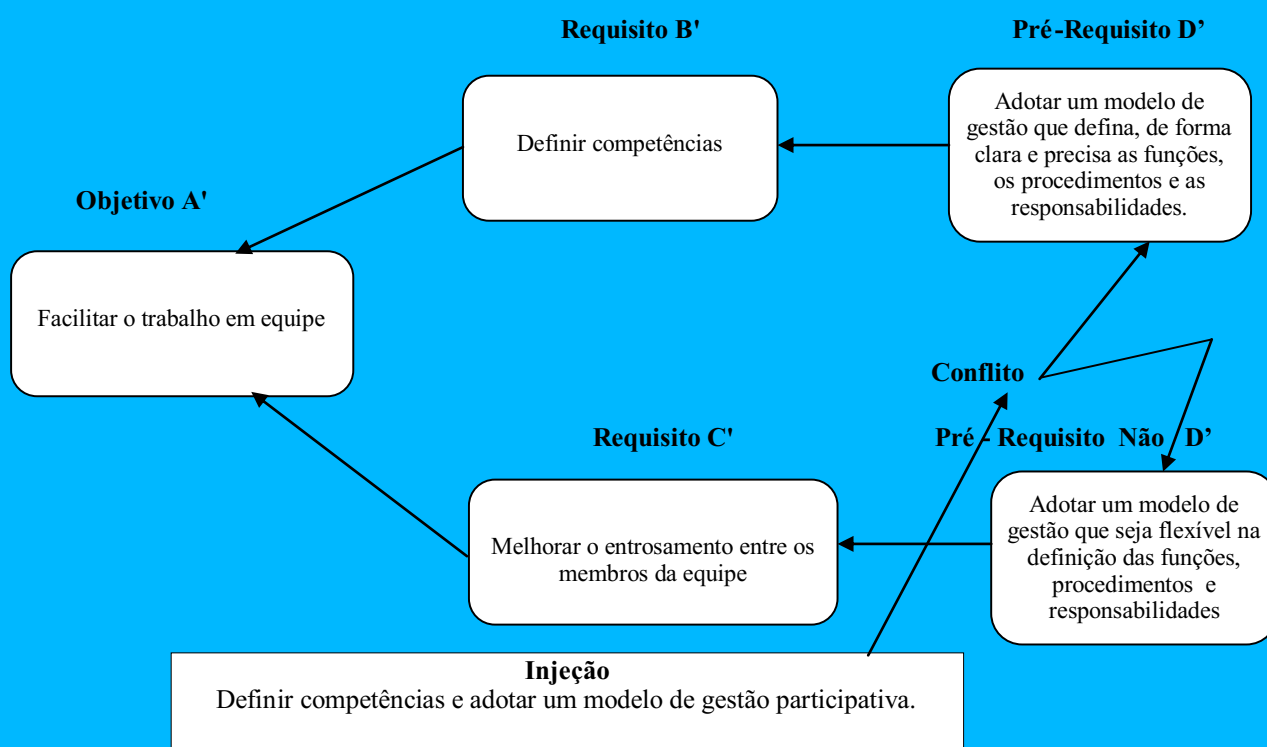 Requisito B'
Pré-Requisito D’
Adotar um modelo de
gestão que defina, de forma
clara e precisa as funções,
os procedimentos e as
responsabilidades.
Definir competências
Objetivo A'
Facilitar o trabalho em equipe
Conflito
Requisito C'
Pré - Requisito Não D’
Melhorar o entrosamento entre os
membros da equipe
Adotar um modelo de
gestão que seja flexível na
definição das funções,
procedimentos e
responsabilidades
Injeção
Definir competências e adotar um modelo de gestão participativa.